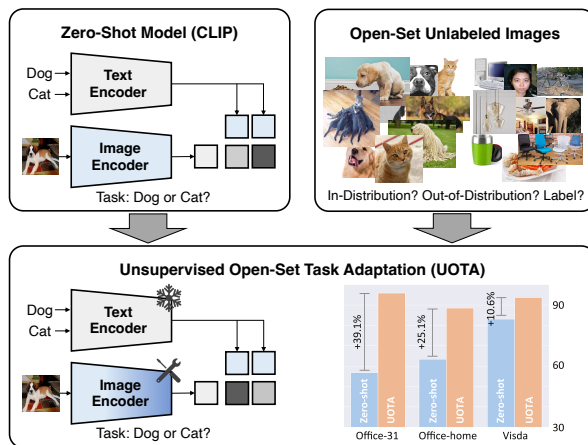 Zero-Shot Model (CLIP)
Dog
Cat
Text
Encoder
Image
Encoder
Task: Dog or Cat?
Open-Set Unlabeled Images
In-Distribution? Out-of-Distribution? Label?
Unsupervised Open-Set Task Adaptation (UOTA)
Dog
Cat
Text
Encoder
Image
Encoder
Task: Dog or Cat?
+39.1%
Zero-shot
UOTA
+25.1%
Zero-shot
UOTA
+10.6%
Zero-shot
UOTA
90
60
30
Office-31
Office-home
Visda